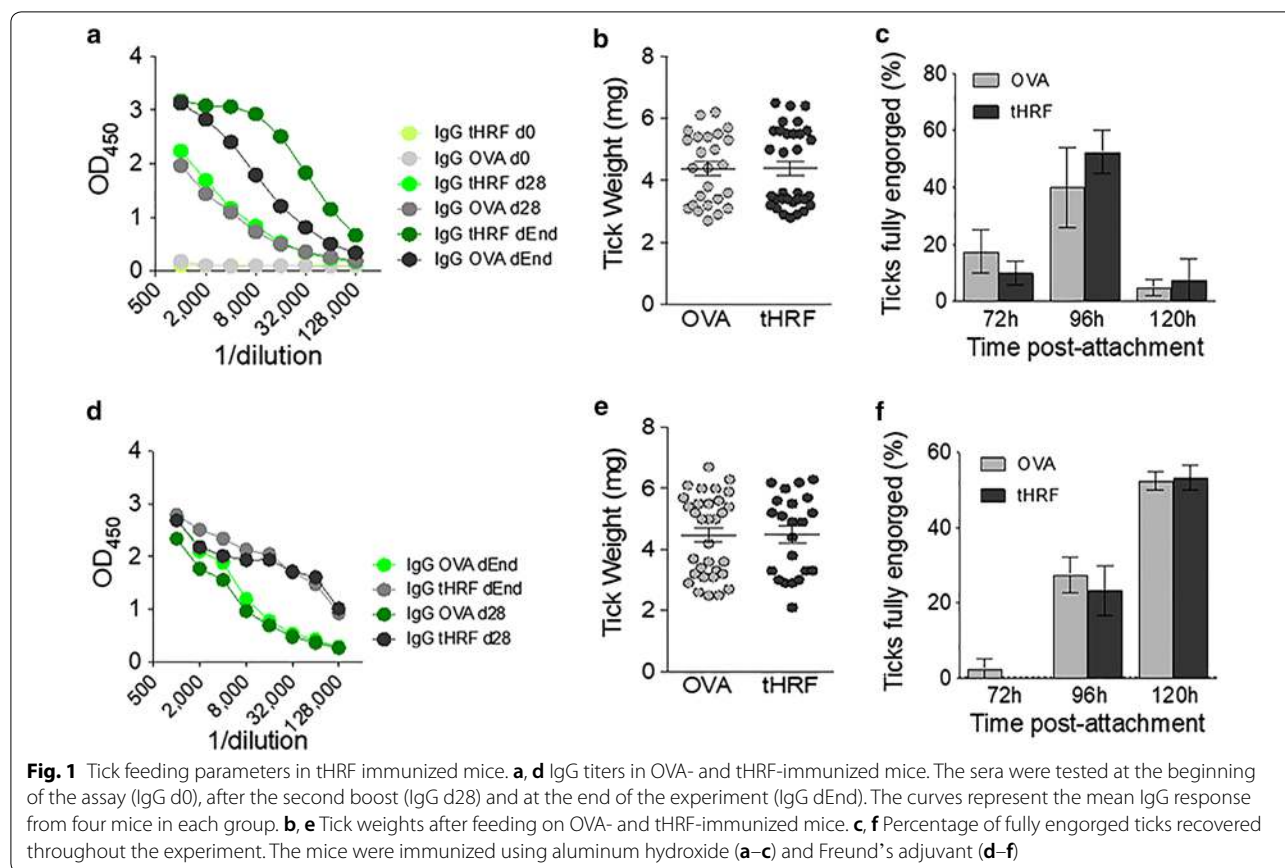 a
4
3
2
1
0
OD450
500
2,000
8,000
32,000
128,000
1/dilution
IgG tHRF d0
IgG OVA d0
IgG tHRF d28
IgG OVA d28
IgG tHRF dEnd
IgG OVA dEnd
b
8
6
4
2
0
Tick Weight (mg)
OVA tHRF
c
80
60
40
20
0
Ticks fully engorged (%)
OVA
tHRF
72h 96h 120h
Time post-attachment
d
4
3
2
1
0
OD450
500
2,000
8,000
32,000
128,000
1/dilution
IgG OVA dEnd
IgG tHRF dEnd
IgG OVA d28
IgG tHRF d28
e
8
6
4
2
0
Tick Weight (mg)
OVA tHRF
f
60
40
20
0
Ticks fully engorged (%)
OVA
tHRF
72h 96h 120h
Time post-attachment
Fig. 1 Tick feeding parameters in tHRF immunized mice. a, d IgG titers in OVA- and tHRF-immunized mice. The sera were tested at the beginning
of the assay (IgG d0), after the second boost (IgG d28) and at the end of the experiment (IgG dEnd). The curves represent the mean IgG response
from four mice in each group. b, e Tick weights after feeding on OVA- and tHRF-immunized mice. c, f Percentage of fully engorged ticks recovered
throughout the experiment. The mice were immunized using aluminum hydroxide (a–c) and Freund's adjuvant (d–f)